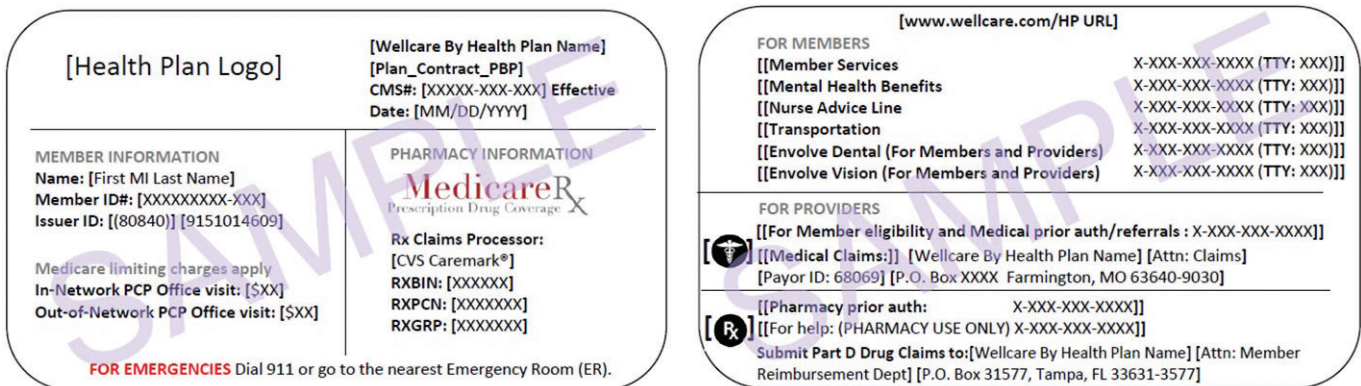 [Health Plan Logo]
[Wellcare By Health Plan Name]
[Plan_Contract_PBP]
CMS#: [XXXXX-XXX-XXX] Effective
Date: [MM/DD/YYYY]
MEMBER INFORMATION
Name: [First MI Last Name]
Member ID#: [XXXXXXXXX-XXX]
Issuer ID: [(80840)] [9151014609]
Medicare limiting charges apply
In-Network PCP Office visit: [$XX]
Out-of-Network PCP Office visit: [$XX]
PHARMACY INFORMATION
MedicareRx
Prescription Drug Coverage
Rx Claims Processor:
[CVS Caremark®]
RXBIN: [XXXXXX]
RXPCN: [XXXXXXX]
RXGRP: [XXXXXXX]
FOR EMERGENCIES Dial 911 or go to the nearest Emergency Room (ER).
SAMPLE
[www.wellcare.com/HP URL]
FOR MEMBERS
[[Member Services X-XXX-XXX-XXXX (TTY: XXX)]]
[[Mental Health Benefits X-XXX-XXX-XXXX (TTY: XXX)]]
[[Nurse Advice Line X-XXX-XXX-XXXX (TTY: XXX)]]
[[Transportation X-XXX-XXX-XXXX (TTY: XXX)]]
[[Envolve Dental (For Members and Providers) X-XXX-XXX-XXXX (TTY: XXX)]]
[[Envolve Vision (For Members and Providers) X-XXX-XXX-XXXX (TTY: XXX)]]
FOR PROVIDERS
[[For Member eligibility and Medical prior auth/referrals : X-XXX-XXX-XXXX]]
[[Medical Claims:]] [Wellcare By Health Plan Name] [Attn: Claims]
[Payor ID: 68069] [P.O. Box XXXX Farmington, MO 63640-9030]
[[Pharmacy prior auth: X-XXX-XXX-XXXX]]
[Rx] [[For help: (PHARMACY USE ONLY) X-XXX-XXX-XXXX]]
Submit Part D Drug Claims to:[Wellcare By Health Plan Name] [Attn: Member
Reimbursement Dept] [P.O. Box 31577, Tampa, FL 33631-3577]
SAMPLE